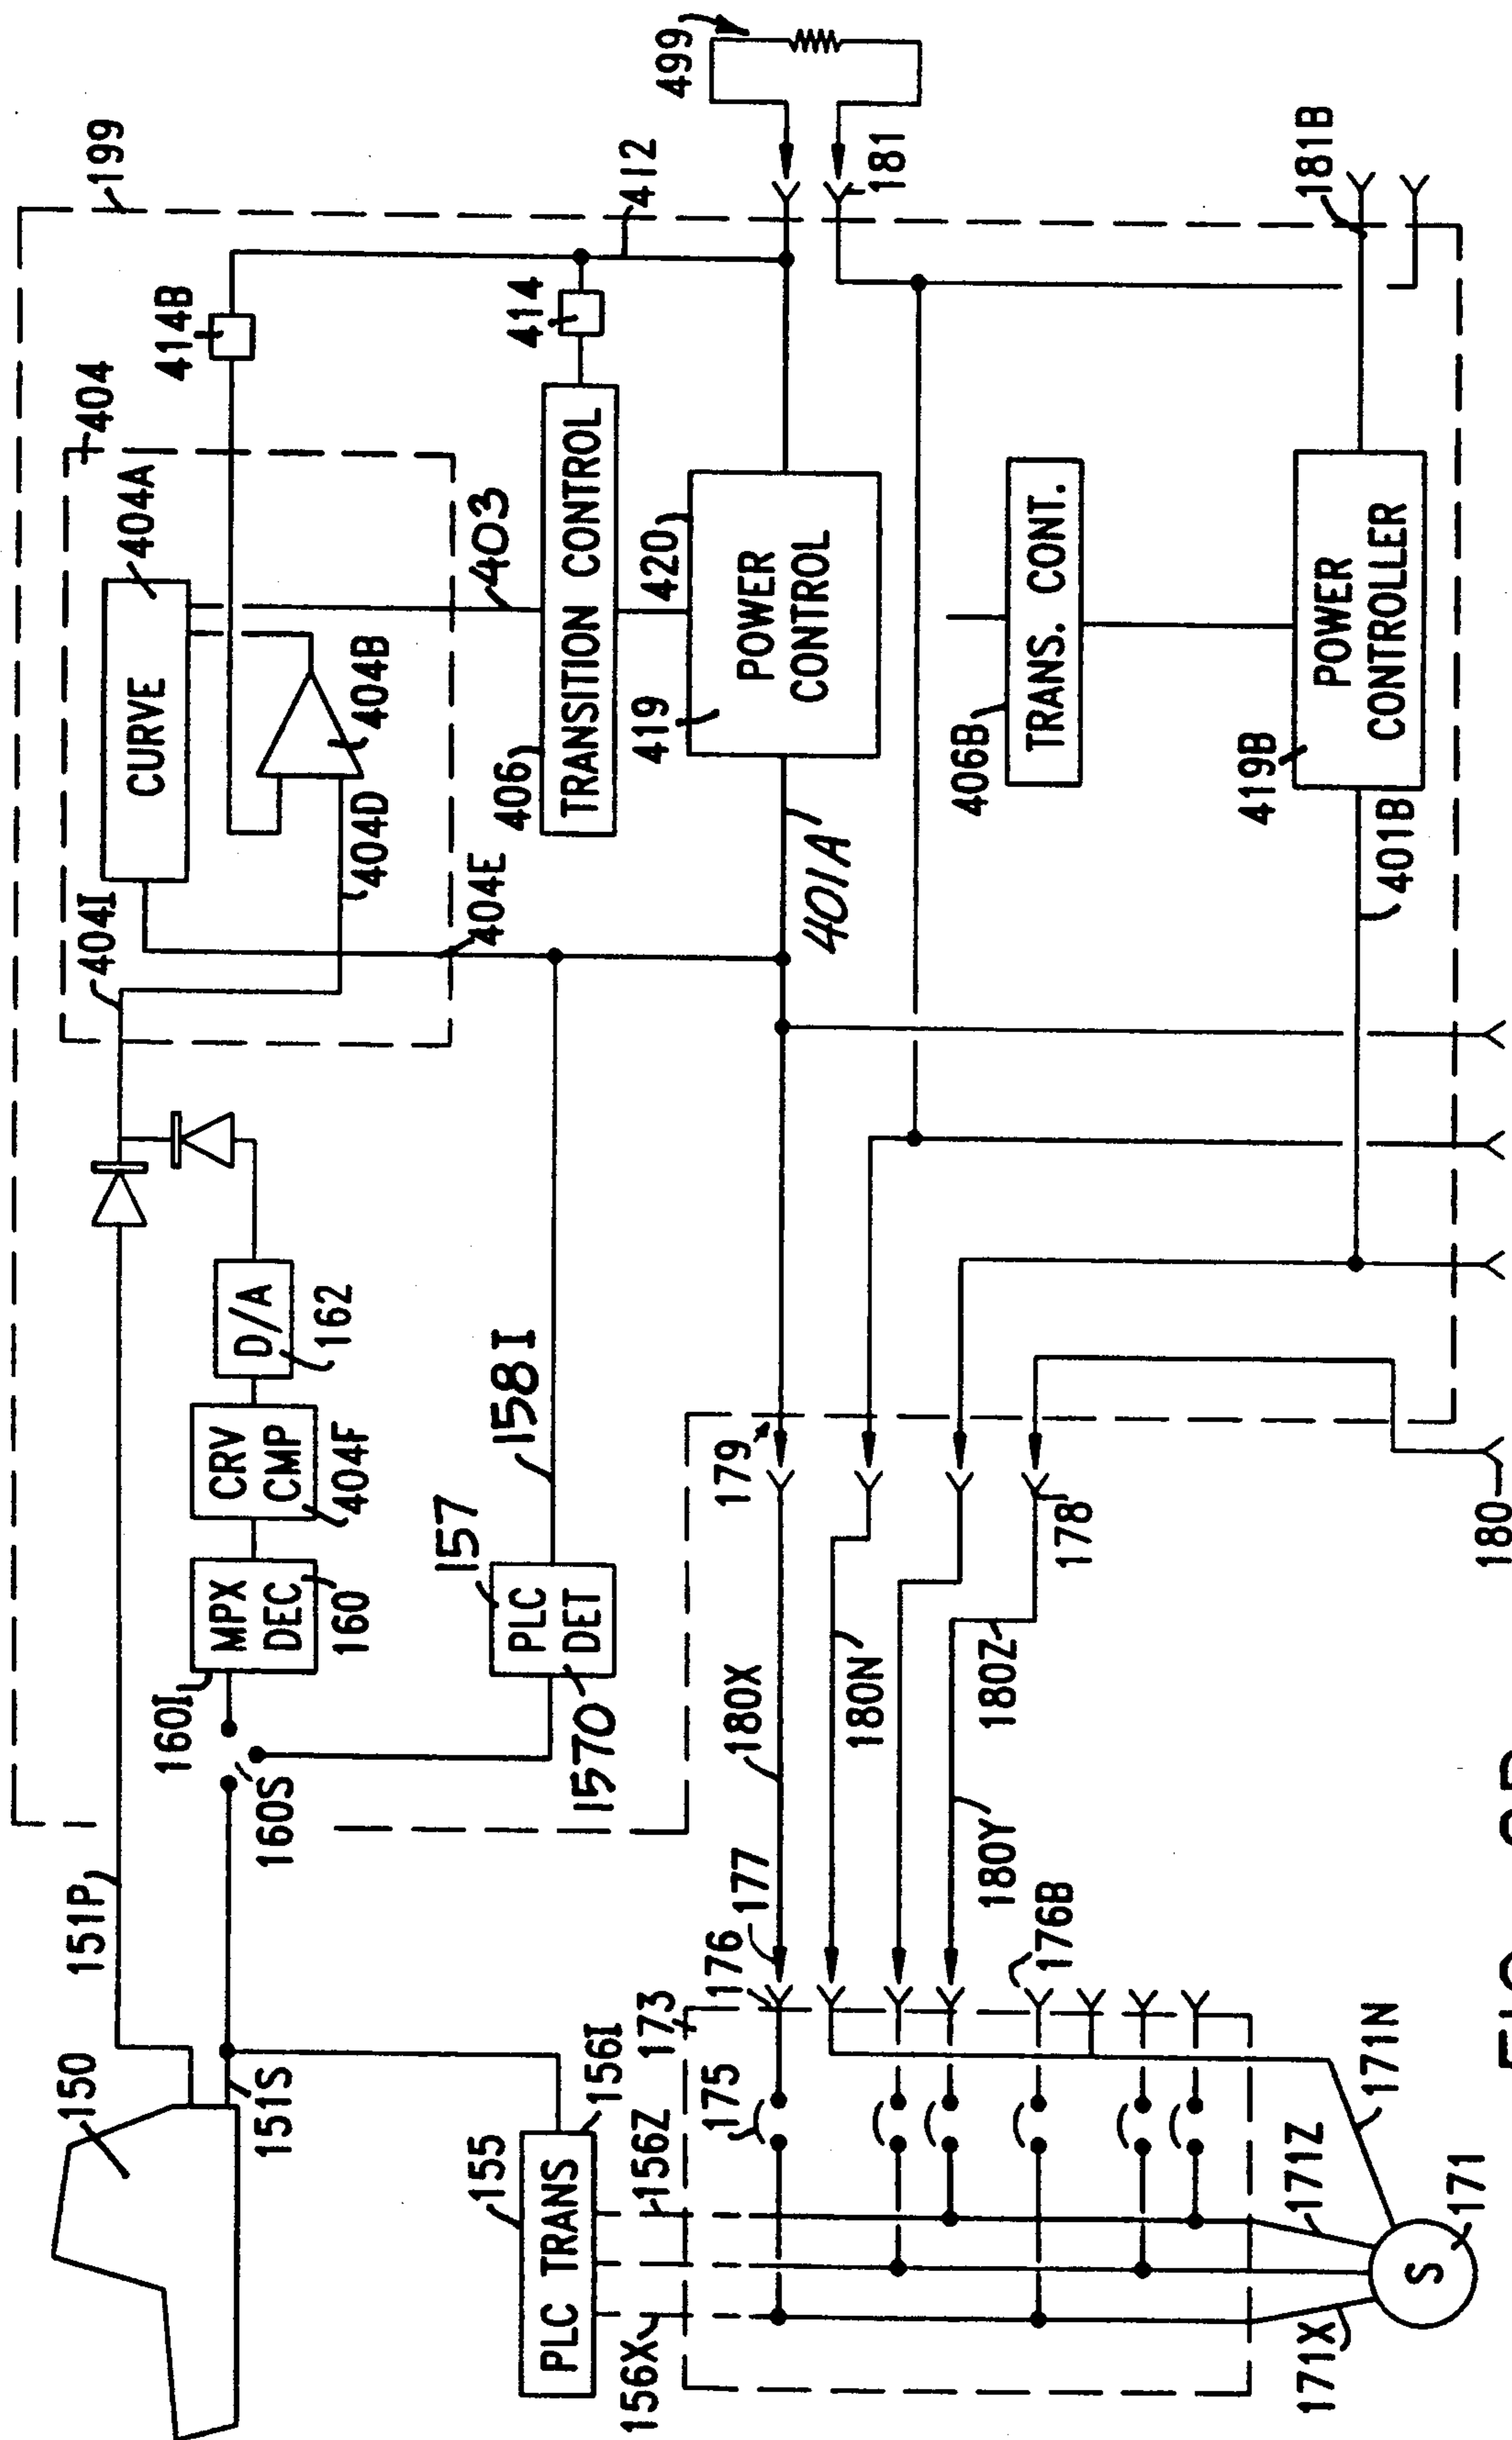 199
404
404A
CURVE
404I
404B
404D
404E
403
414B
414
412
499
181
181B
406
TRANSITION CONTROL
420
419
POWER
CONTROL
401A
406B
TRANS. CONT.
419B
POWER
CONTROLLER
401B
D/A
162
CRV
CMP
404F
MPX
DEC
160
160I
160S
151P
150
151S
157
PLC
DET
1570
158I
155
PLC TRANS
156I
156Z
156X
173
175
176
177
176B
179
178
180
180X
180N
180Z
180Y
171N
171Z
171X
171
S